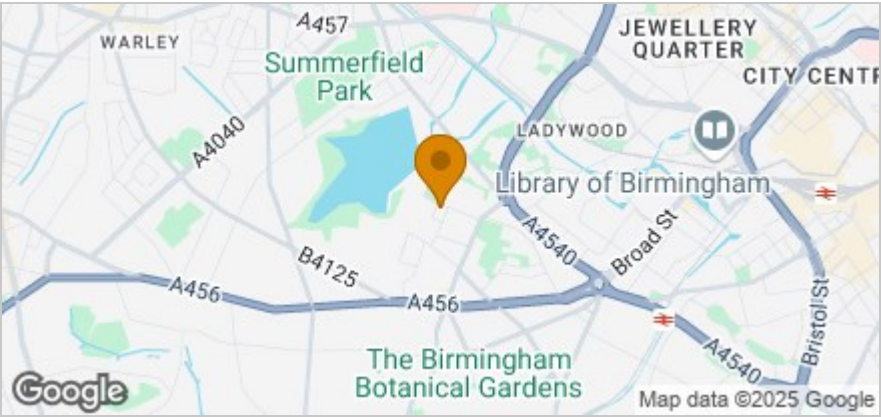 A457
WARLEY
JEWELLERY
QUARTER
Summerfield
Park
CITY CENTR
A4040
LADYWOOD
Library of Birmingham
A4540
Broad St
B4125
A456
A456
Bristol St
A4540
The Birmingham
Botanical Gardens
Google
Map data ©2025 Google